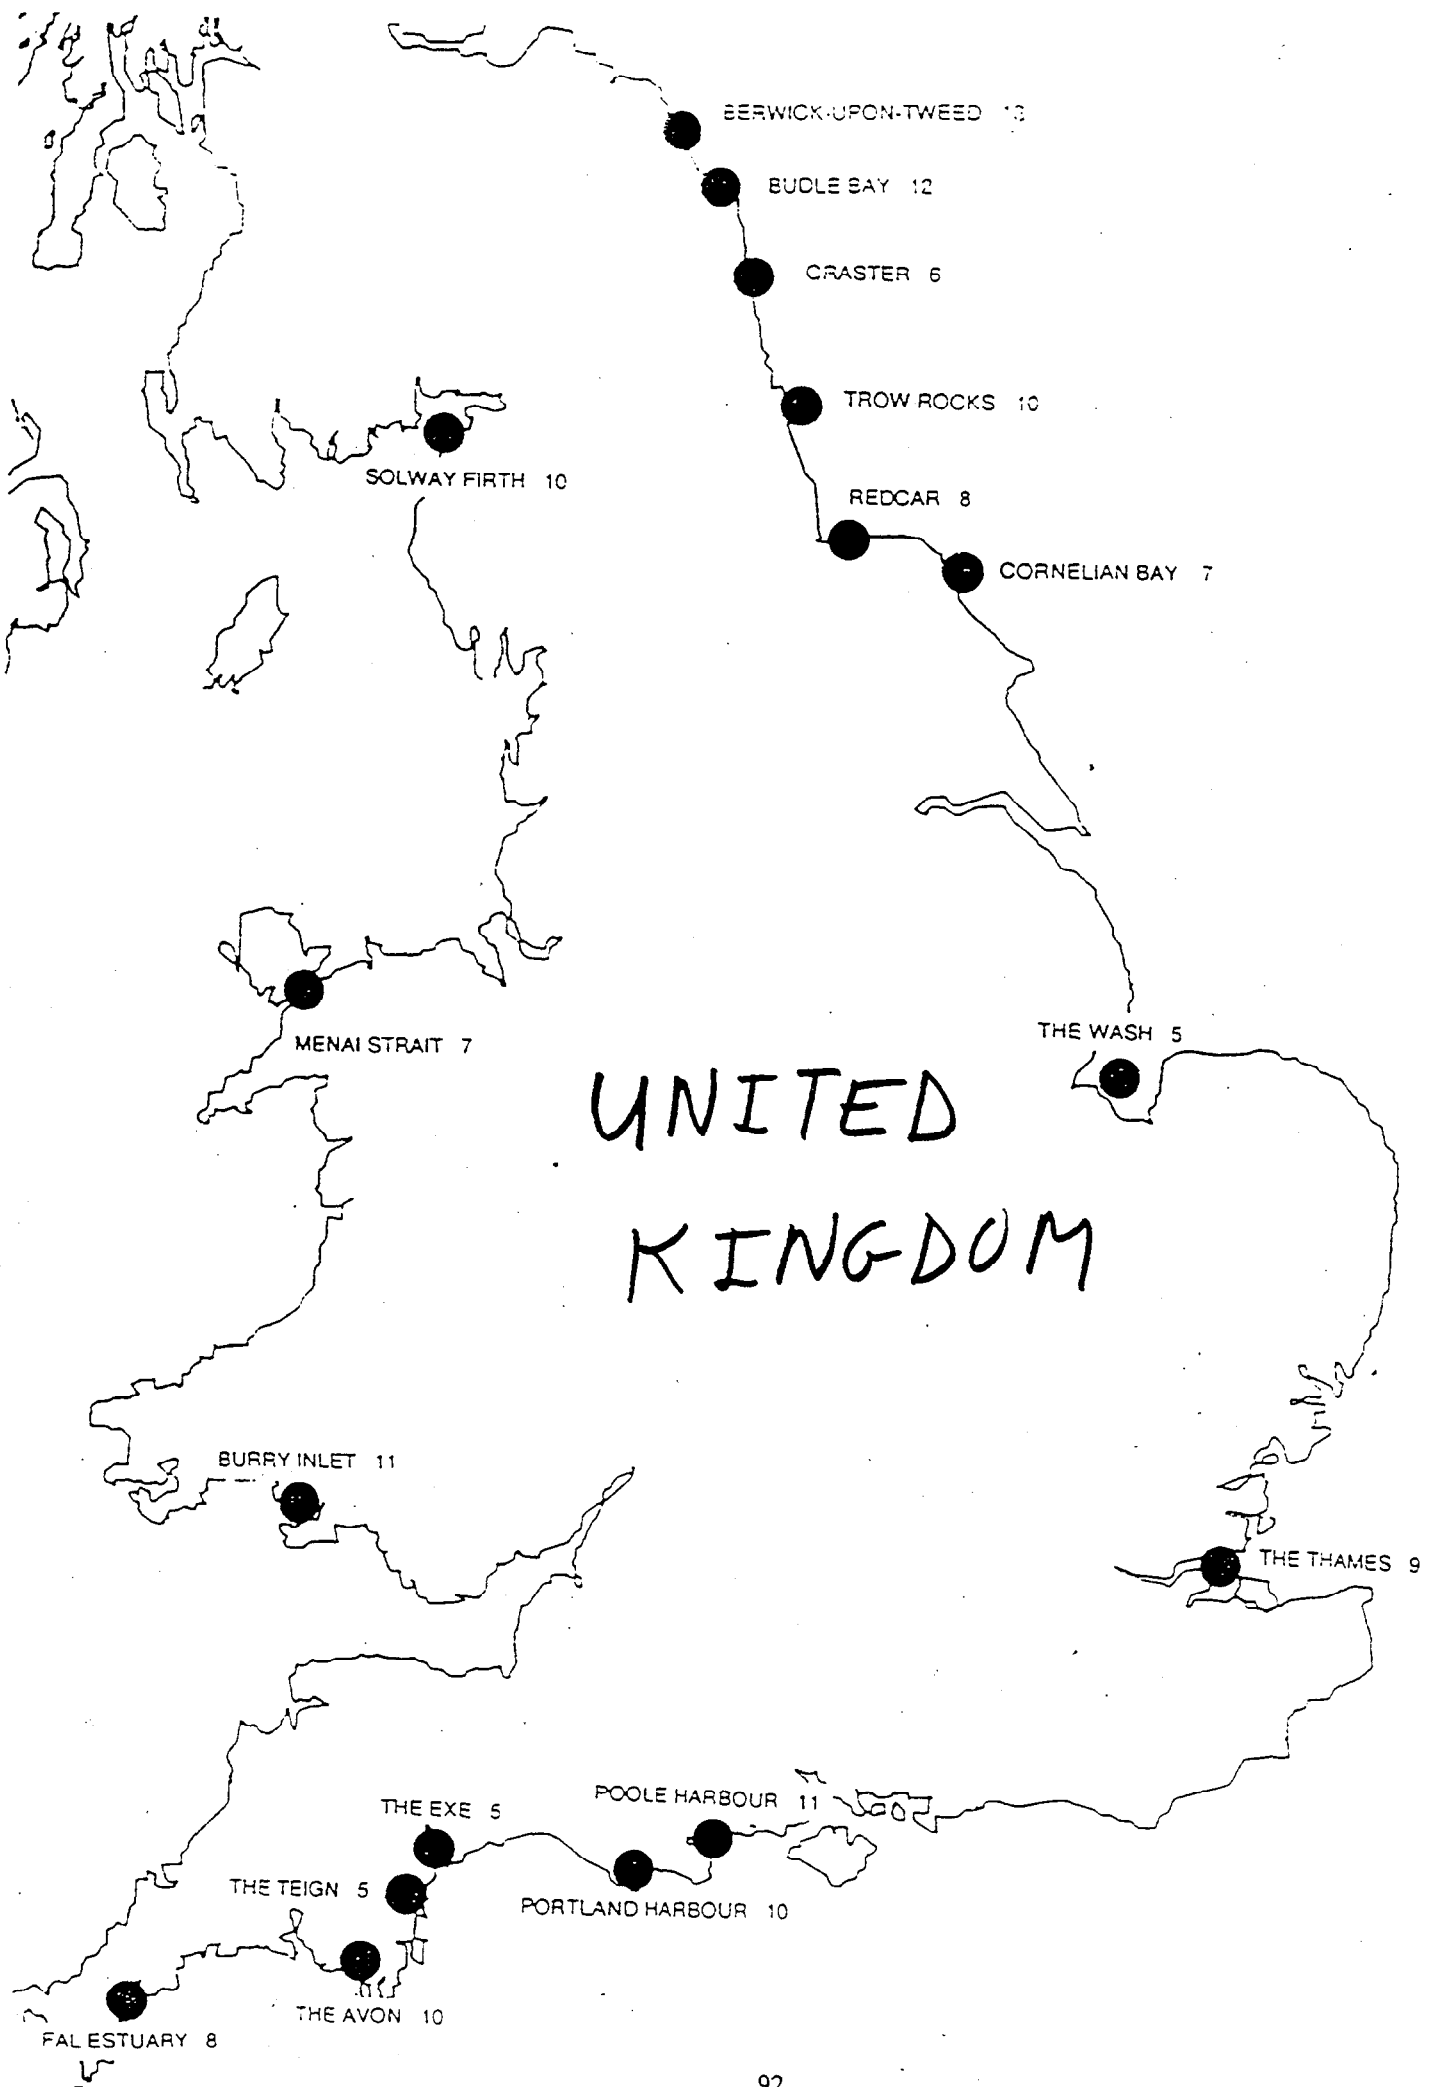 BERWICK-UPON-TWEED
BUDLE BAY 12
CRASTER 6
TROW ROCKS 10
SOLWAY FIRTH 10
REDCAR 8
CORNELIAN BAY 7
THE WASH 5
MENAI STRAIT 7
UNITED
KINGDOM
BURRY INLET 11
THE THAMES 9
POOLE HARBOUR 11
THE EXE 5
THE TEIGN 5
PORTLAND HARBOUR 10
THE AVON 10
FAL ESTUARY 8
92